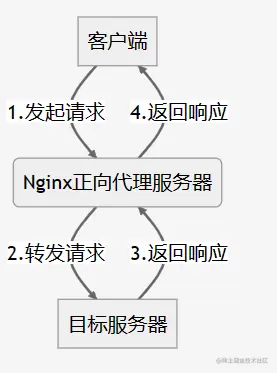 客户端
1.发起请求
4.返回响应
Nginx正向代理服务器
2.转发请求
3.返回响应
目标服务器
@稀土掘金技术社区